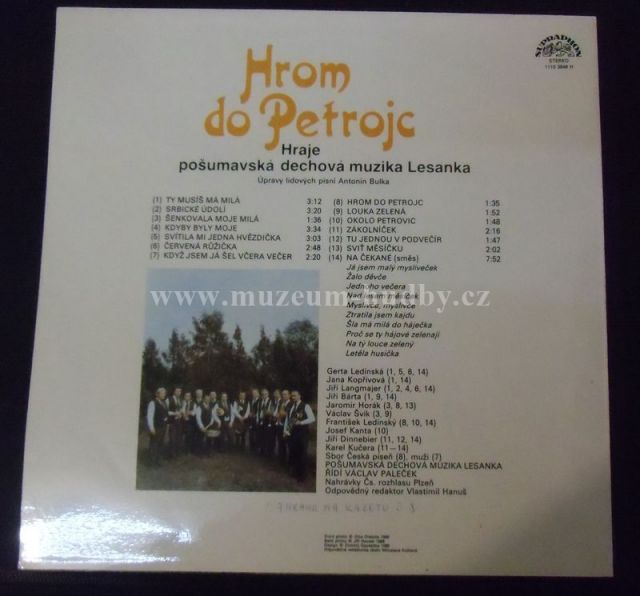 Hrom
do Petrojc
SUPRAPHON
STEREO
Hraje
pošumavská dechová muzika Lesanka
Úpravy lidových písní Antonín Bulka
(1) TY MUSÍŠ MÁ MILÁ 3:12
(2) SRBICKÉ ÚDOLÍ 3:20
(3) ŠENKOVALA MOJE MILÁ 1:36
(4) KDYBY BYLY MOJE 3:34
(5) SVÍTILA MI JEDNA HVĚZDIČKA 3:03
(6) ČERVENÁ RŮŽIČKA 2:48
(7) KDYŽ JSEM JÁ ŠEL VČERA VEČER 2:20
(8) HROM DO PETROJC 1:35
(9) LOUKA ZELENÁ 1:52
(10) OKOLO PETROVIC 1:48
(11) ZÁKOLNÍČEK 2:16
(12) TU JEDNOU V PODVEČÍR 1:47
(13) SVIŤ MĚSÍČKU 2:02
(14) NA ČEKANÉ (směs) 7:52
Já jsem malý mysliveček
Žalo děvče
Jednoho večera
Nad lesem
Myslivče, myslivče
Ztratila jsem kajdu
Šla má milá do háječka
Proč se ty hájové zelenají
Na tý louce zelený
Letěla husička
www.muzeum-hudby.cz
Gerta Ledinská (1, 5, 8, 14)
Jana Kopřivová (1, 14)
Jiří Langmajer (1, 2, 4, 6, 14)
Jiří Bárta (1, 9, 14)
Jaromír Horák (3, 8, 13)
Václav Švik (3, 9)
František Ledinský (8, 10, 14)
Josef Kanta (10)
Jiří Dinnebier (11, 12, 14)
Karel Kučera (11—14)
Sbor Česká píseň (8), muži (7)
POŠUMAVSKÁ DECHOVÁ MUZIKA LESANKA
ŘÍDÍ VÁCLAV PALEČEK
Nahrávky Čs. rozhlasu Plzeň
Odpovědný redaktor Vlastimil Hanuš
NA KAZETU